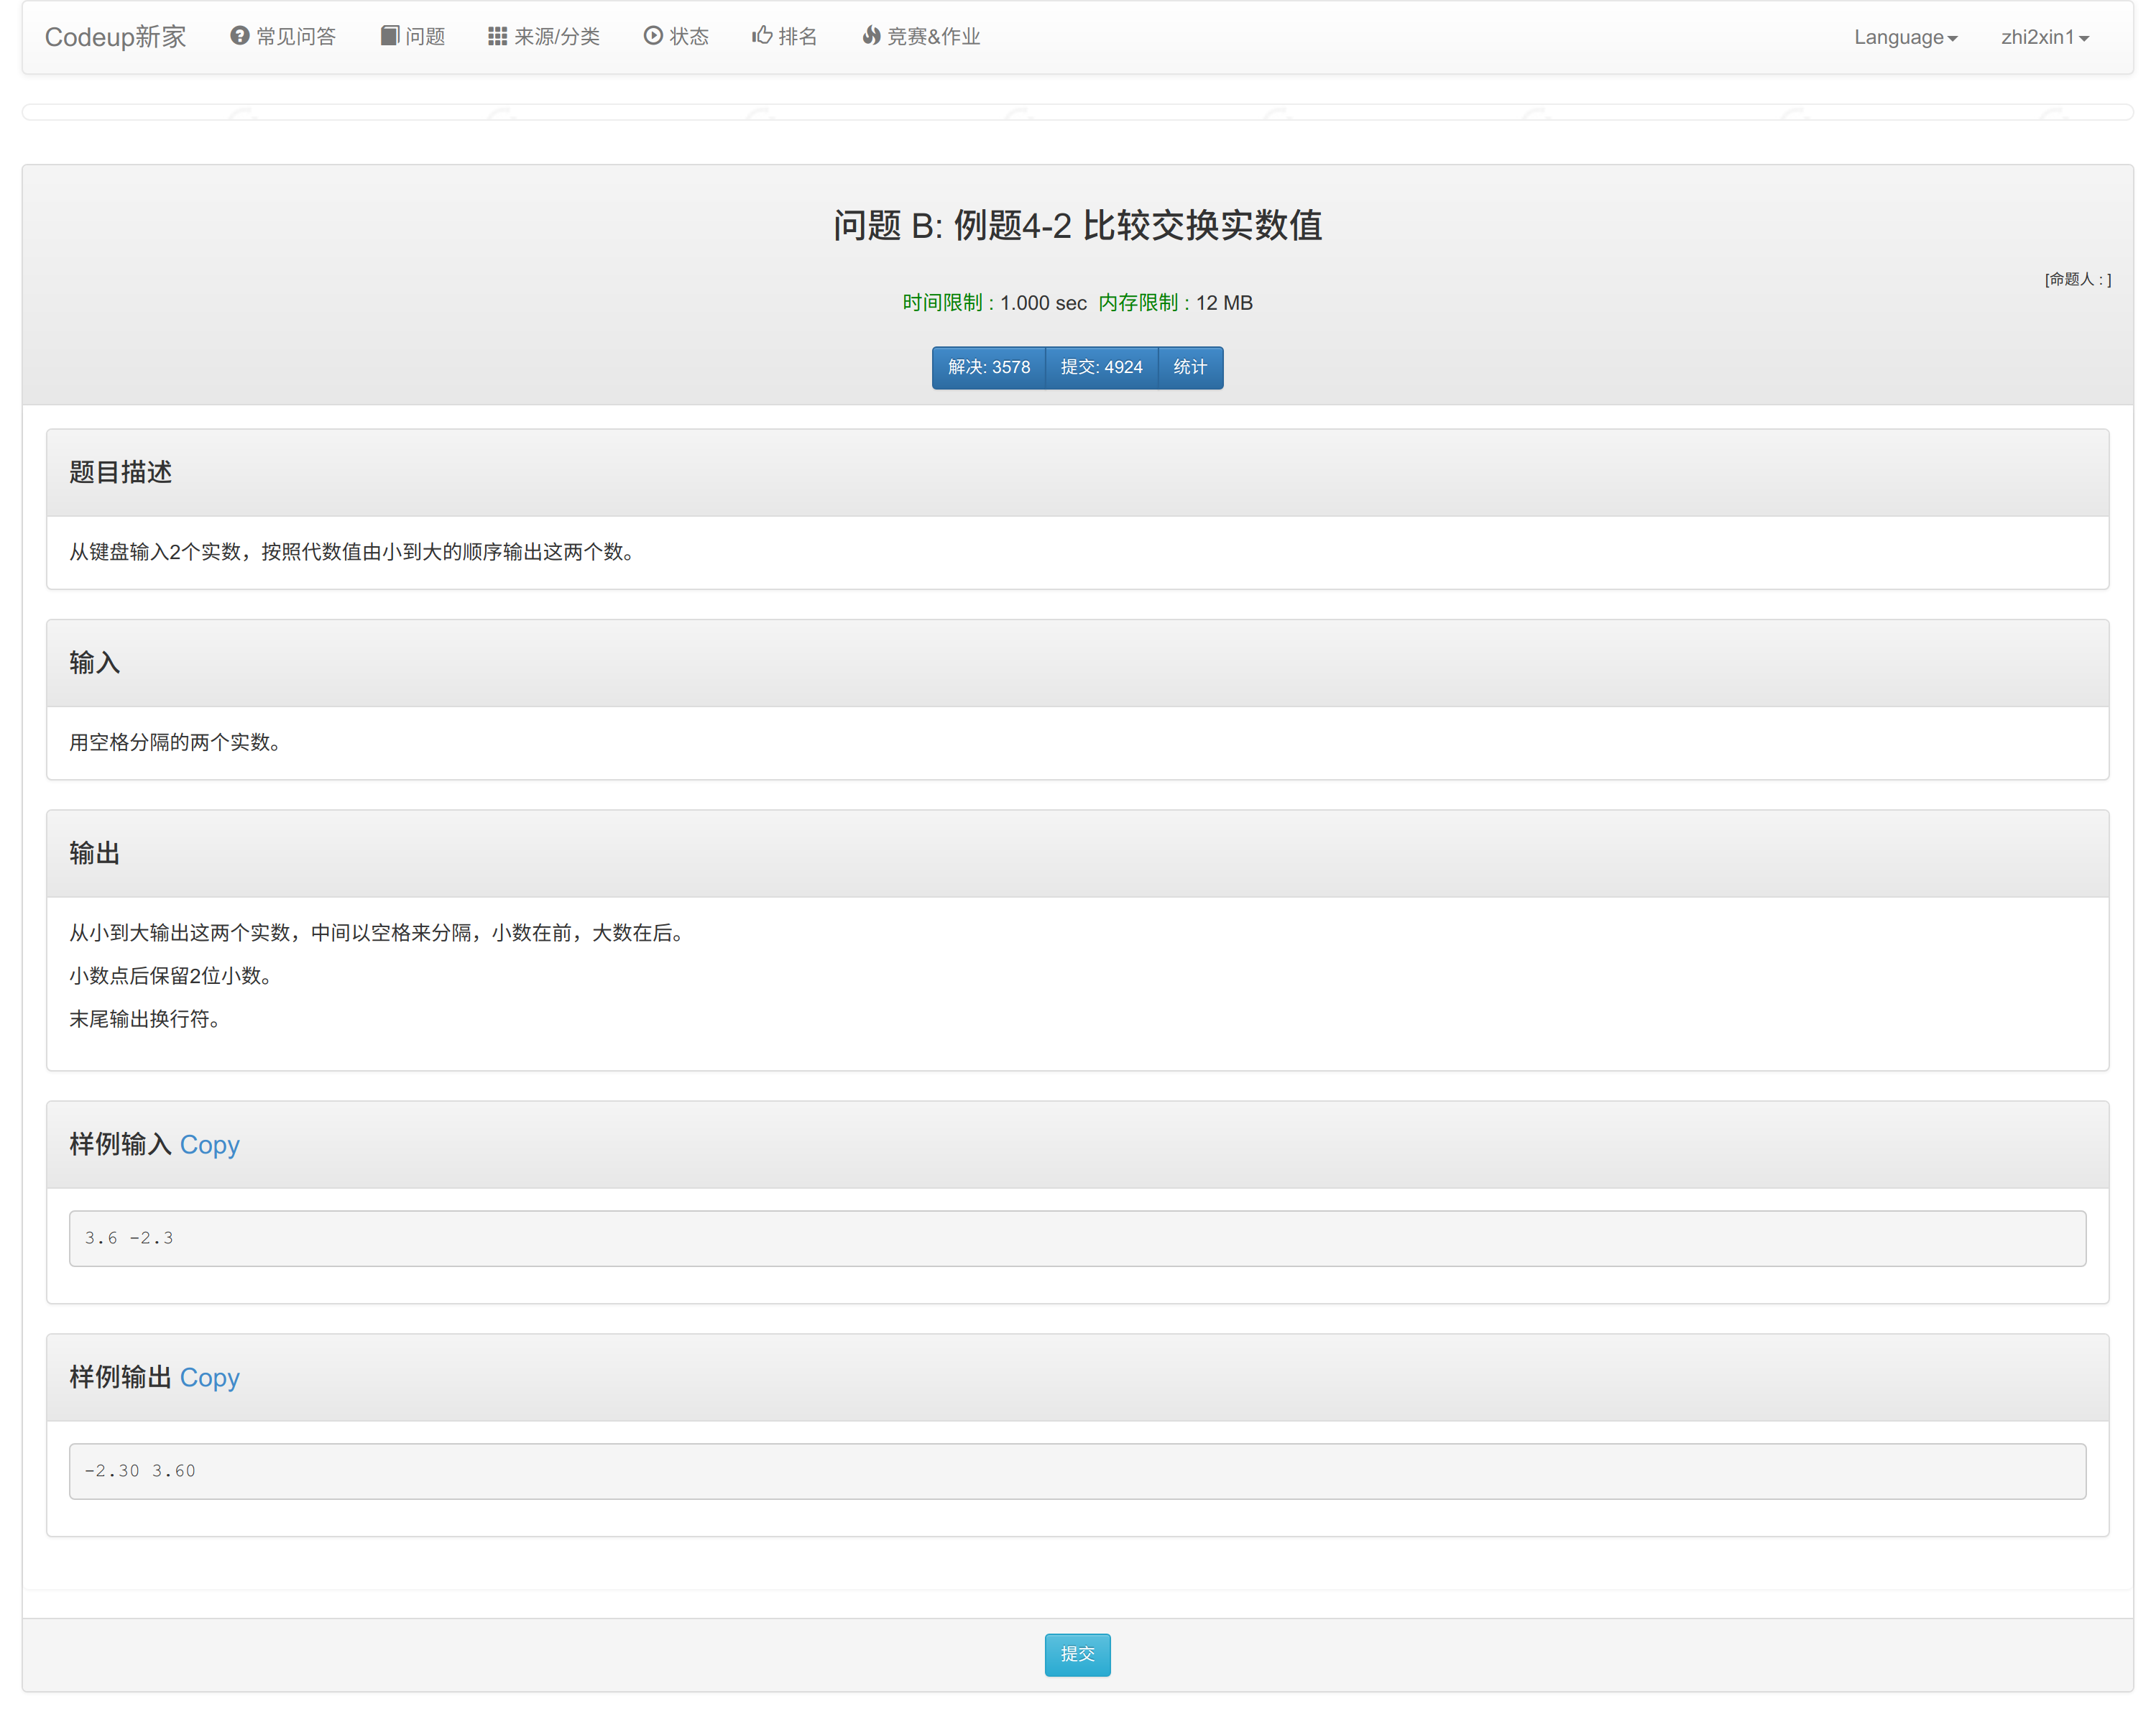 Codeup新家 常见问答 问题 来源/分类 状态 排名 竞赛&作业 Language zhi2xin1
问题 B: 例题4-2 比较交换实数值
[命题人 : ]
时间限制 : 1.000 sec 内存限制 : 12 MB
解决: 3578 提交: 4924 统计
题目描述
从键盘输入2个实数，按照代数值由小到大的顺序输出这两个数。
输入
用空格分隔的两个实数。
输出
从小到大输出这两个实数，中间以空格来分隔，小数在前，大数在后。
小数点后保留2位小数。
末尾输出换行符。
样例输入 Copy
3.6 -2.3
样例输出 Copy
-2.30 3.60
提交